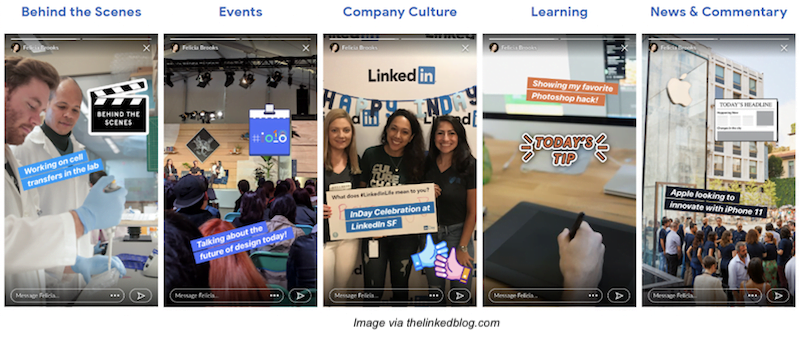 Behind the Scenes
Events
Company Culture
Learning
News & Commentary
Felicia Brooks
BEHIND THE
SCENES
Working on cell
transfers in the lab
Message Felicia...
Felicia Brooks
Talking about the
future of design today!
Message Felicia...
Felicia Brooks
LinkedIn
HAPPY INDAY
What does #LinkedInLife mean to you?
InDay Celebration at
LinkedIn SF
Message Felicia...
Felicia Brooks
Showing my favorite
Photoshop hack!
TODAY'S
TIP
Message Felicia...
Felicia Brooks
TODAY'S HEADLINE
Apple looking to
innovate with iPhone 11
Message Felicia...
Image via thelinkedblog.com